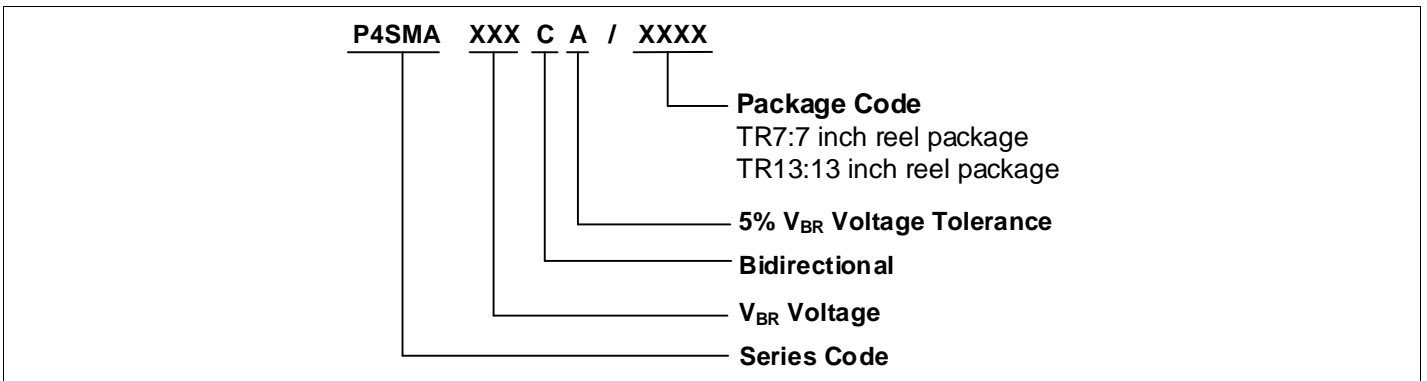 P4SMA XXX C A / XXXX
Package Code
TR7:7 inch reel package
TR13:13 inch reel package
5% VBR Voltage Tolerance
Bidirectional
VBR Voltage
Series Code